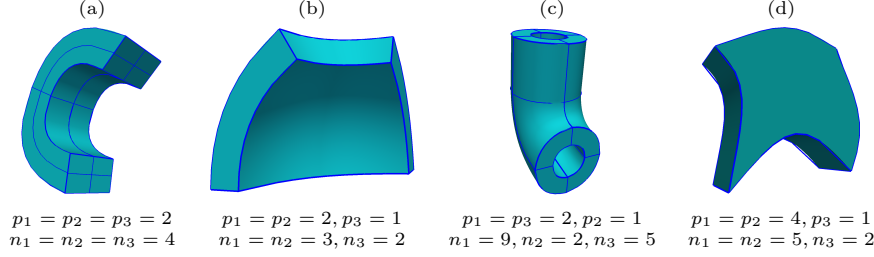 (a) (b) (c) (d)
p₁ = p₂ = p₃ = 2 p₁ = p₂ = 2, p₃ = 1 p₁ = p₃ = 2, p₂ = 1 p₁ = p₂ = 4, p₃ = 1
n₁ = n₂ = n₃ = 4 n₁ = n₂ = 3, n₃ = 2 n₁ = 9, n₂ = 2, n₃ = 5 n₁ = n₂ = 5, n₃ = 2